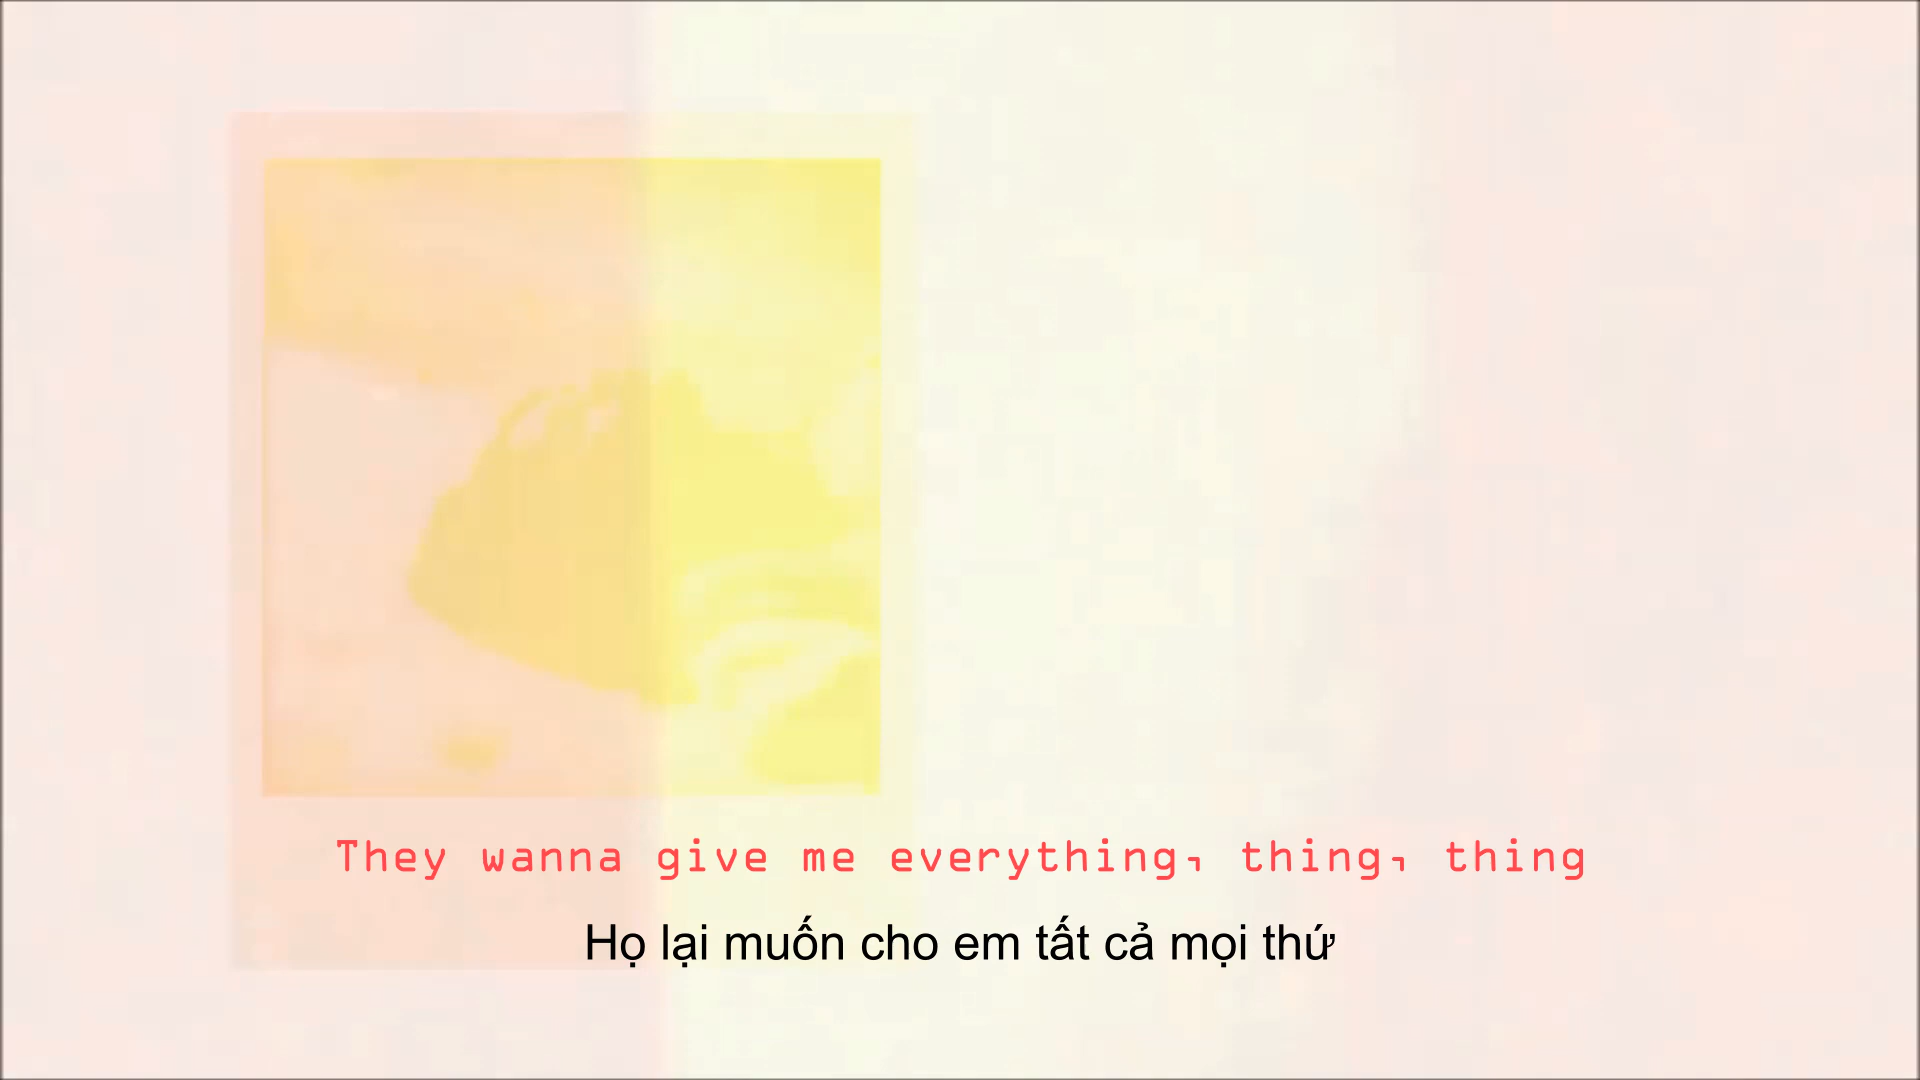 They wanna give me everything, thing, thing
Họ lại muốn cho em tất cả mọi thứ